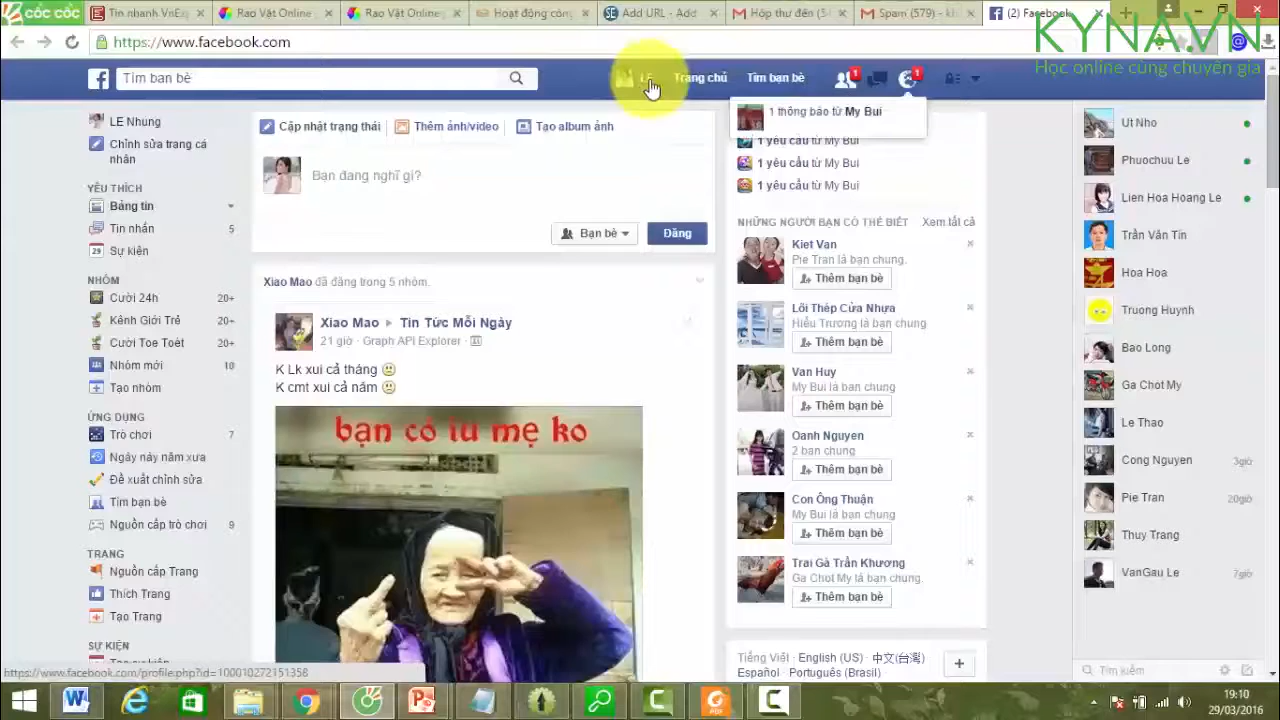 cốc cốc
Tin nhanh VnEx
Rao Vặt Online
Rao Vặt Online
Hoạt động công
Add URL - Add
Hộp thư đến (5
Spam (579) - kh
(2) Facebook
KYNA.VN
Học online cùng chuyên gia
https://www.facebook.com
Tìm bạn bè
LE
Trang chủ
Tìm bạn bè
1
1
1 thông báo từ My Bui
LE Nhung
Chỉnh sửa trang cá
nhân
YÊU THÍCH
Bảng tin
Tin nhắn 5
Sự kiện
NHÓM
Cười 24h 20+
Kênh Giới Trẻ 20+
Cười Toe Toét 20+
Nhóm mới 10
Tạo nhóm
ỨNG DỤNG
Trò chơi 7
Ngày này năm xưa
Đề xuất chỉnh sửa
Tìm bạn bè
Nguồn cấp trò chơi 9
TRANG
Nguồn cấp Trang
Thích Trang
Tạo Trang
SỰ KIỆN
https://www.facebook.com/profile.php?id=100010272151358
Cập nhật trạng thái
Thêm ảnh/video
Tạo album ảnh
Bạn đang nghĩ gì?
Bạn bè
Đăng
Xiao Mao đã đăng trong 5 nhóm.
Xiao Mao ▸ Tin Tức Mỗi Ngày
21 giờ · Graph API Explorer ·
K Lk xui cả tháng
K cmt xui cả năm
bạn có iu mẹ ko
1 yêu cầu từ My Bui
1 yêu cầu từ My Bui
1 yêu cầu từ My Bui
NHỮNG NGƯỜI BẠN CÓ THỂ BIẾT
Xem tất cả
Kiet Van
Pie Tran là bạn chung.
Thêm bạn bè
Lõi Thép Cửa Nhựa
Hiếu Trương là bạn chung
Thêm bạn bè
Van Huy
My Bui là bạn chung
Thêm bạn bè
Oanh Nguyen
2 bạn chung
Thêm bạn bè
Con Ông Thuận
My Bui là bạn chung
Thêm bạn bè
Trai Gà Trần Khương
Ga Chot My là bạn chung.
Thêm bạn bè
Tiếng Việt · English (US) · 中文(台灣)
Español · Português (Brasil)
Ut Nho
Phuochuu Le
Lien Hoa Hoang Le
Trần Văn Tín
Hoa Hoa
Truong Huynh
Bao Long
Ga Chot My
Le Thao
Cong Nguyen 3giờ
Pie Tran 20giờ
Thuy Trang
VanGau Le 7giờ
Tìm kiếm
19:10
29/03/2016